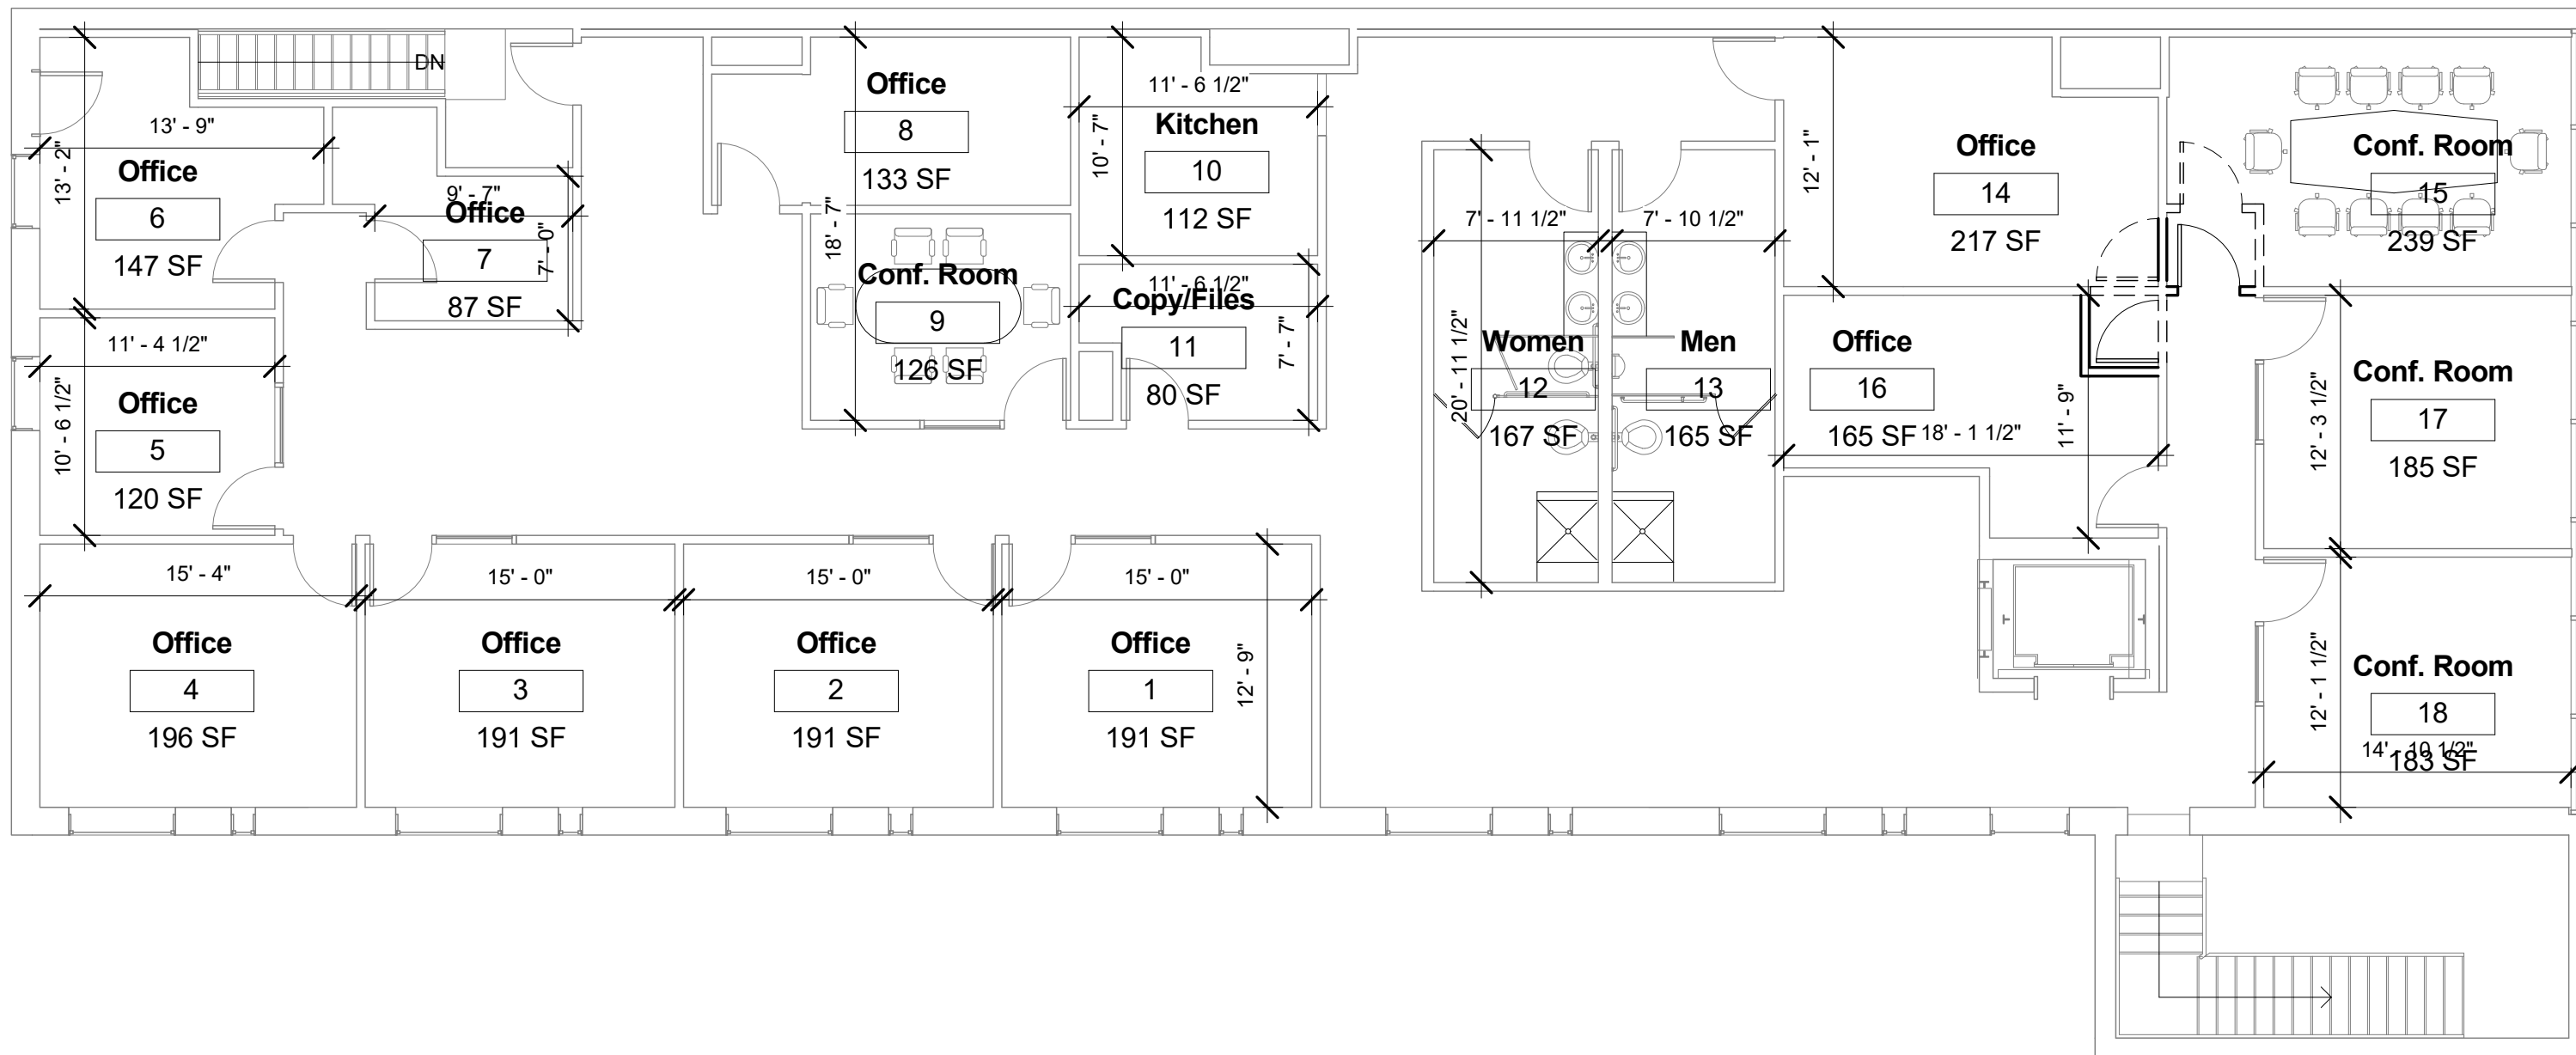 DN
13' - 9"
13' - 2"
Office
6
147 SF
9' - 7"
Office
7
87 SF
7' - 0"
Office
8
133 SF
18' - 7"
Conf. Room
9
126 SF
11' - 6 1/2"
10' - 7"
Kitchen
10
112 SF
11' - 6 1/2"
Copy/Files
11
80 SF
7' - 7"
7' - 11 1/2"
20' - 11 1/2"
Women
12
167 SF
7' - 10 1/2"
Men
13
165 SF
12' - 1"
Office
14
217 SF
Conf. Room
15
239 SF
Office
16
165 SF
18' - 1 1/2"
11' - 9"
12' - 3 1/2"
Conf. Room
17
185 SF
12' - 1 1/2"
Conf. Room
18
14' - 10 1/2"
183 SF
11' - 4 1/2"
10' - 6 1/2"
Office
5
120 SF
15' - 4"
Office
4
196 SF
15' - 0"
Office
3
191 SF
15' - 0"
Office
2
191 SF
15' - 0"
Office
1
191 SF
12' - 9"